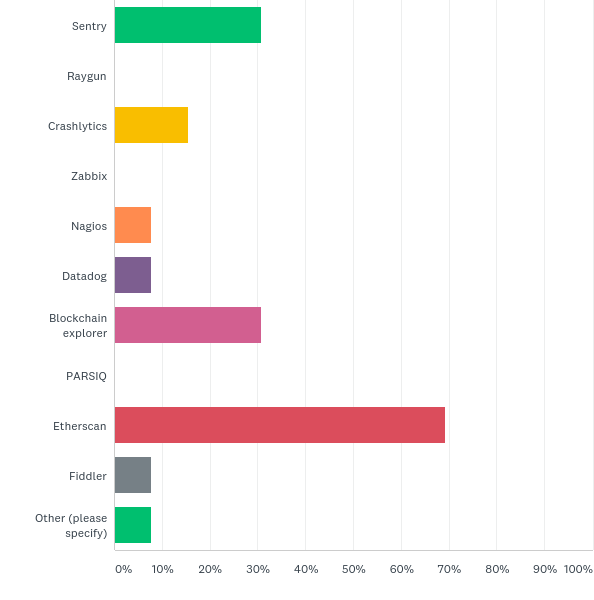 Sentry
Raygun
Crashlytics
Zabbix
Nagios
Datadog
Blockchain
explorer
PARSIQ
Etherscan
Fiddler
Other (please
specify)
0% 10% 20% 30% 40% 50% 60% 70% 80% 90% 100%